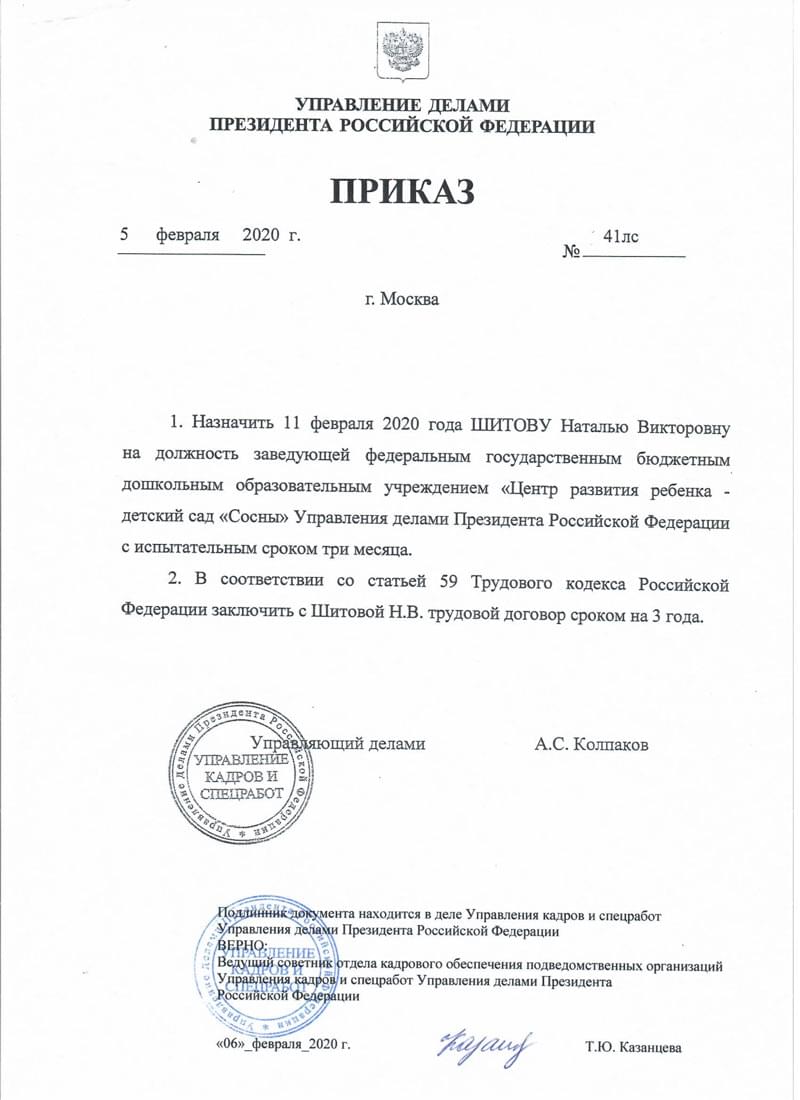 УПРАВЛЕНИЕ ДЕЛАМИ
ПРЕЗИДЕНТА РОССИЙСКОЙ ФЕДЕРАЦИИ
ПРИКАЗ
5 февраля 2020 г.
№ 41лс
г. Москва
1. Назначить 11 февраля 2020 года ШИТОВУ Наталью Викторовну
на должность заведующей федеральным государственным бюджетным
дошкольным образовательным учреждением «Центр развития ребенка -
детский сад «Сосны» Управления делами Президента Российской Федерации
с испытательным сроком три месяца.
2. В соответствии со статьей 59 Трудового кодекса Российской
Федерации заключить с Шитовой Н.В. трудовой договор сроком на 3 года.
Управляющий делами А.С. Колпаков
Управление делами Президента Российской Федерации *
УПРАВЛЕНИЕ
КАДРОВ И
СПЕЦРАБОТ
Подлинник документа находится в деле Управления кадров и спецработ
Управления делами Президента Российской Федерации
ВЕРНО:
Ведущий советник отдела кадрового обеспечения подведомственных организаций
Управления кадров и спецработ Управления делами Президента
Российской Федерации
Управление делами Президента Российской Федерации *
УПРАВЛЕНИЕ
КАДРОВ И
СПЕЦРАБОТ
«06»_февраля_2020 г. Т.Ю. Казанцева